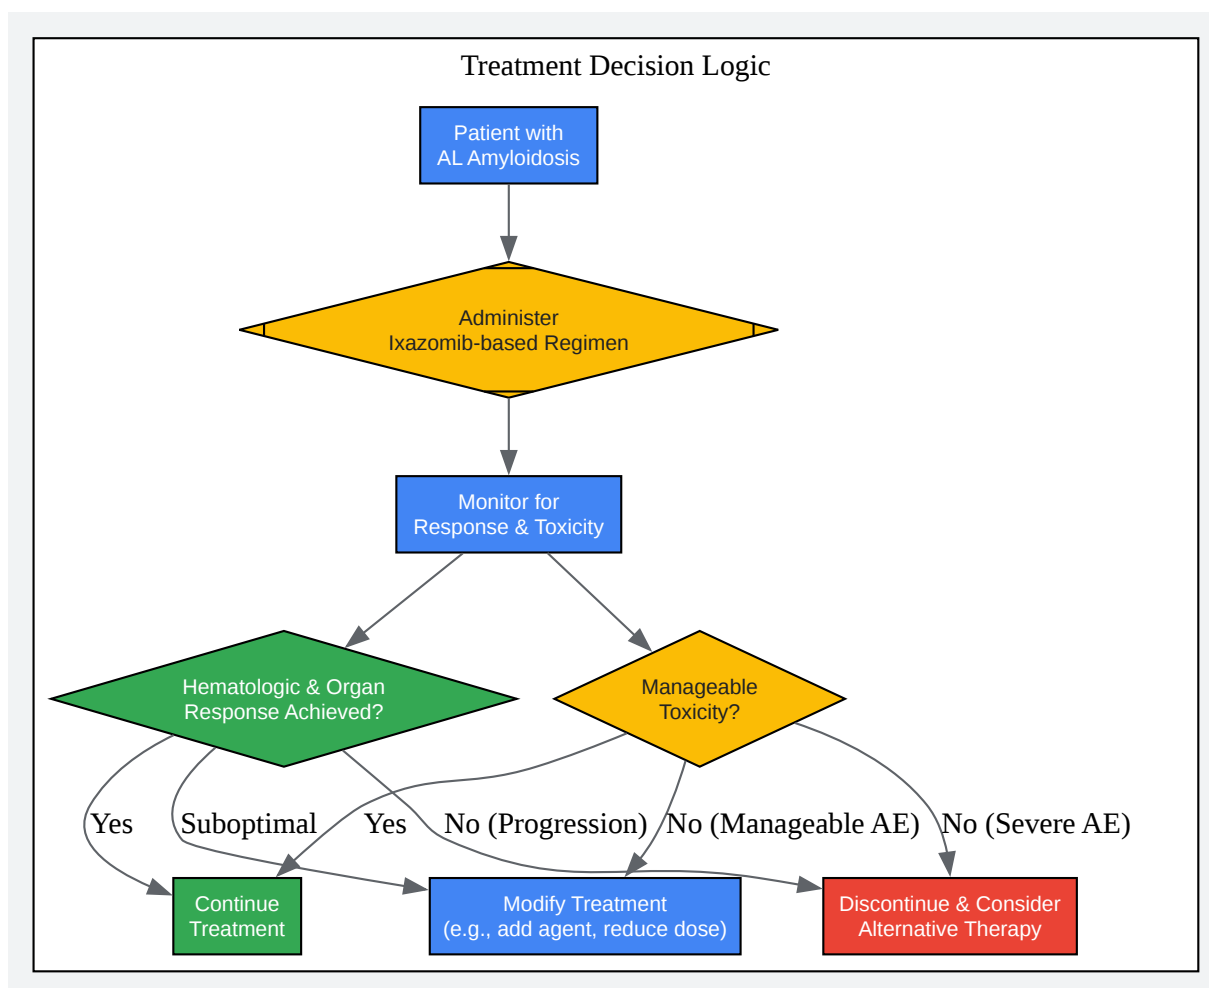 Treatment Decision Logic
Patient with
AL Amyloidosis
Administer
Ixazomib-based Regimen
Monitor for
Response & Toxicity
Hematologic & Organ
Response Achieved?
Manageable
Toxicity?
Yes
Suboptimal
Yes
No (Progression)
No (Manageable AE)
No (Severe AE)
Continue
Treatment
Modify Treatment
(e.g., add agent, reduce dose)
Discontinue & Consider
Alternative Therapy